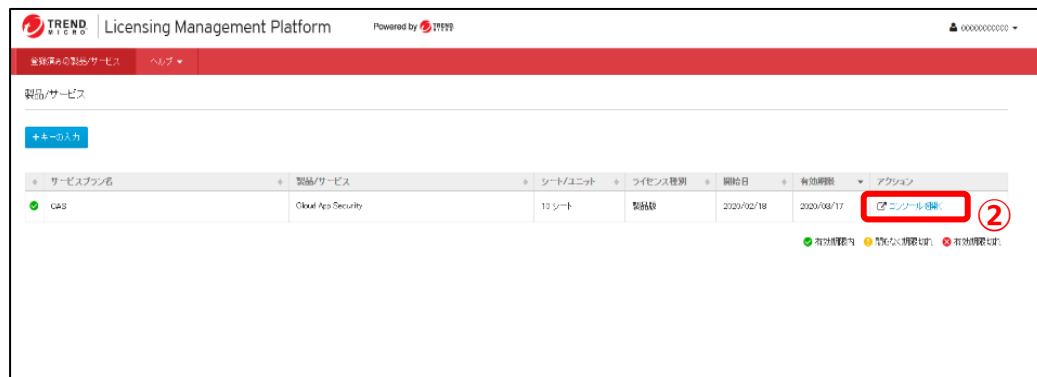 TREND MICRO Licensing Management Platform Powered by TREND MICRO 00000000000
登録済みの製品/サービス ヘルプ
製品/サービス
+キーの入力
サービスプラン名 製品/サービス シート/ユニット ライセンス種別 開始日 有効期限 アクション
CAS Cloud App Security 10 シート 製品版 2020/02/18 2020/08/17 コンソールを開く
②
有効期限内 間もなく期限切れ 有効期限切れ